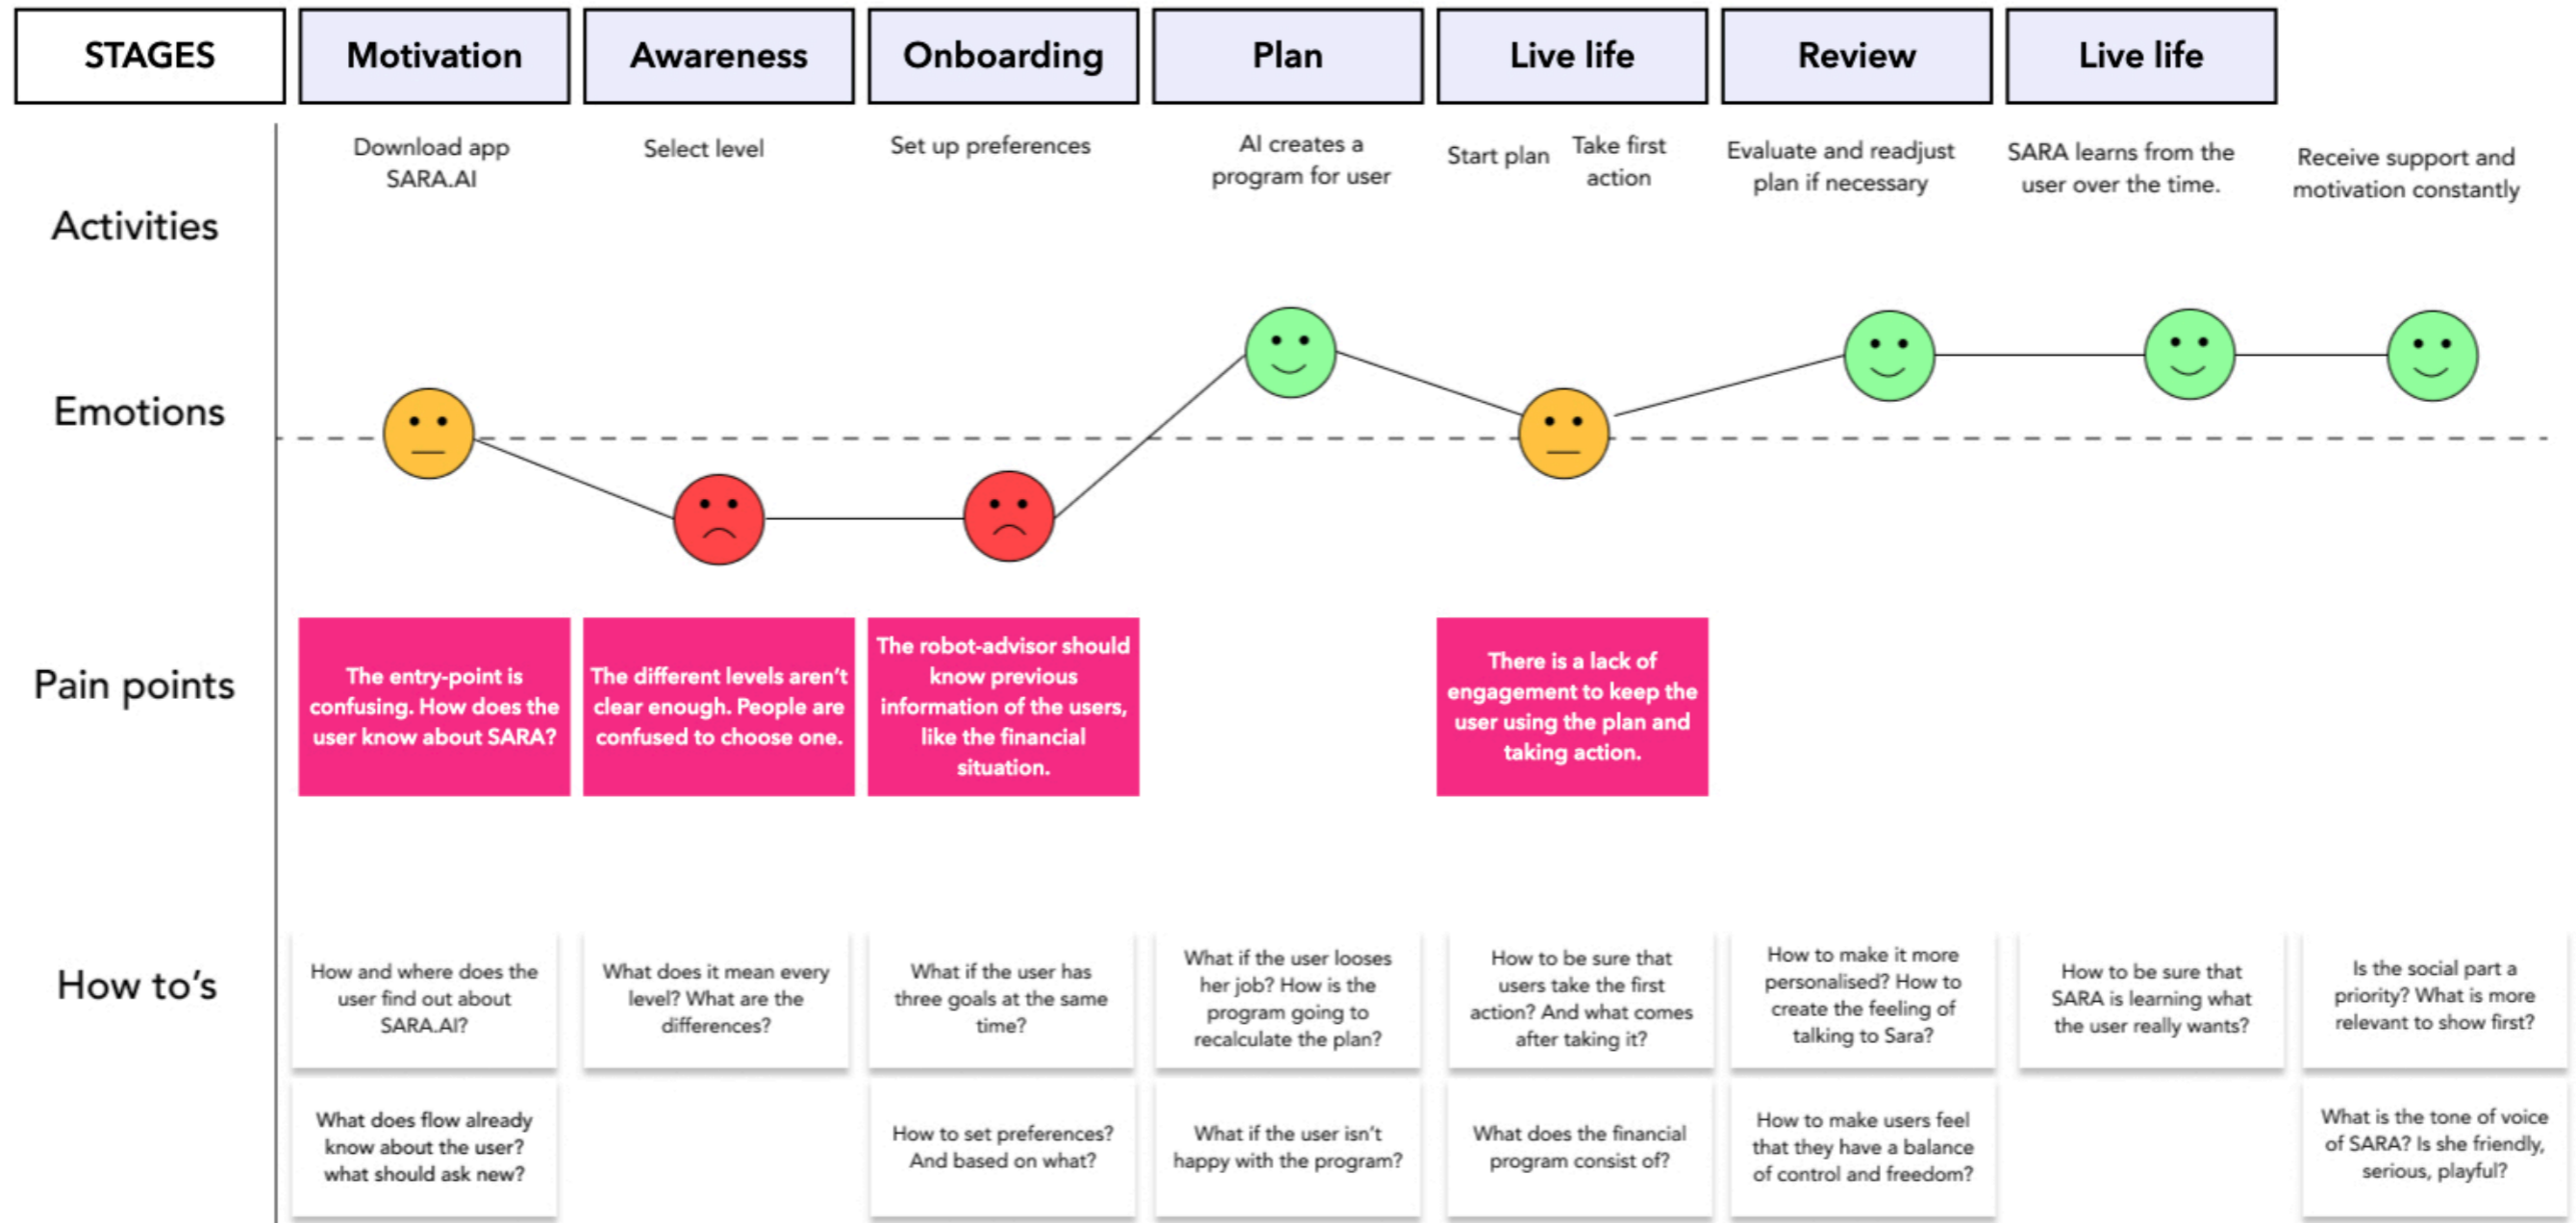 STAGES
Motivation
Awareness
Onboarding
Plan
Live life
Review
Live life
Activities
Download app
SARA.AI
Select level
Set up preferences
AI creates a
program for user
Start plan
Take first
action
Evaluate and readjust
plan if necessary
SARA learns from the
user over the time.
Receive support and
motivation constantly
Emotions
Pain points
The entry-point is
confusing. How does the
user know about SARA?
The different levels aren't
clear enough. People are
confused to choose one.
The robot-advisor should
know previous
information of the users,
like the financial
situation.
There is a lack of
engagement to keep the
user using the plan and
taking action.
How to's
How and where does the
user find out about
SARA.AI?
What does it mean every
level? What are the
differences?
What if the user has
three goals at the same
time?
What if the user looses
her job? How is the
program going to
recalculate the plan?
How to be sure that
users take the first
action? And what comes
after taking it?
How to make it more
personalised? How to
create the feeling of
talking to Sara?
How to be sure that
SARA is learning what
the user really wants?
Is the social part a
priority? What is more
relevant to show first?
What does flow already
know about the user?
what should ask new?
How to set preferences?
And based on what?
What if the user isn't
happy with the program?
What does the financial
program consist of?
How to make users feel
that they have a balance
of control and freedom?
What is the tone of voice
of SARA? Is she friendly,
serious, playful?